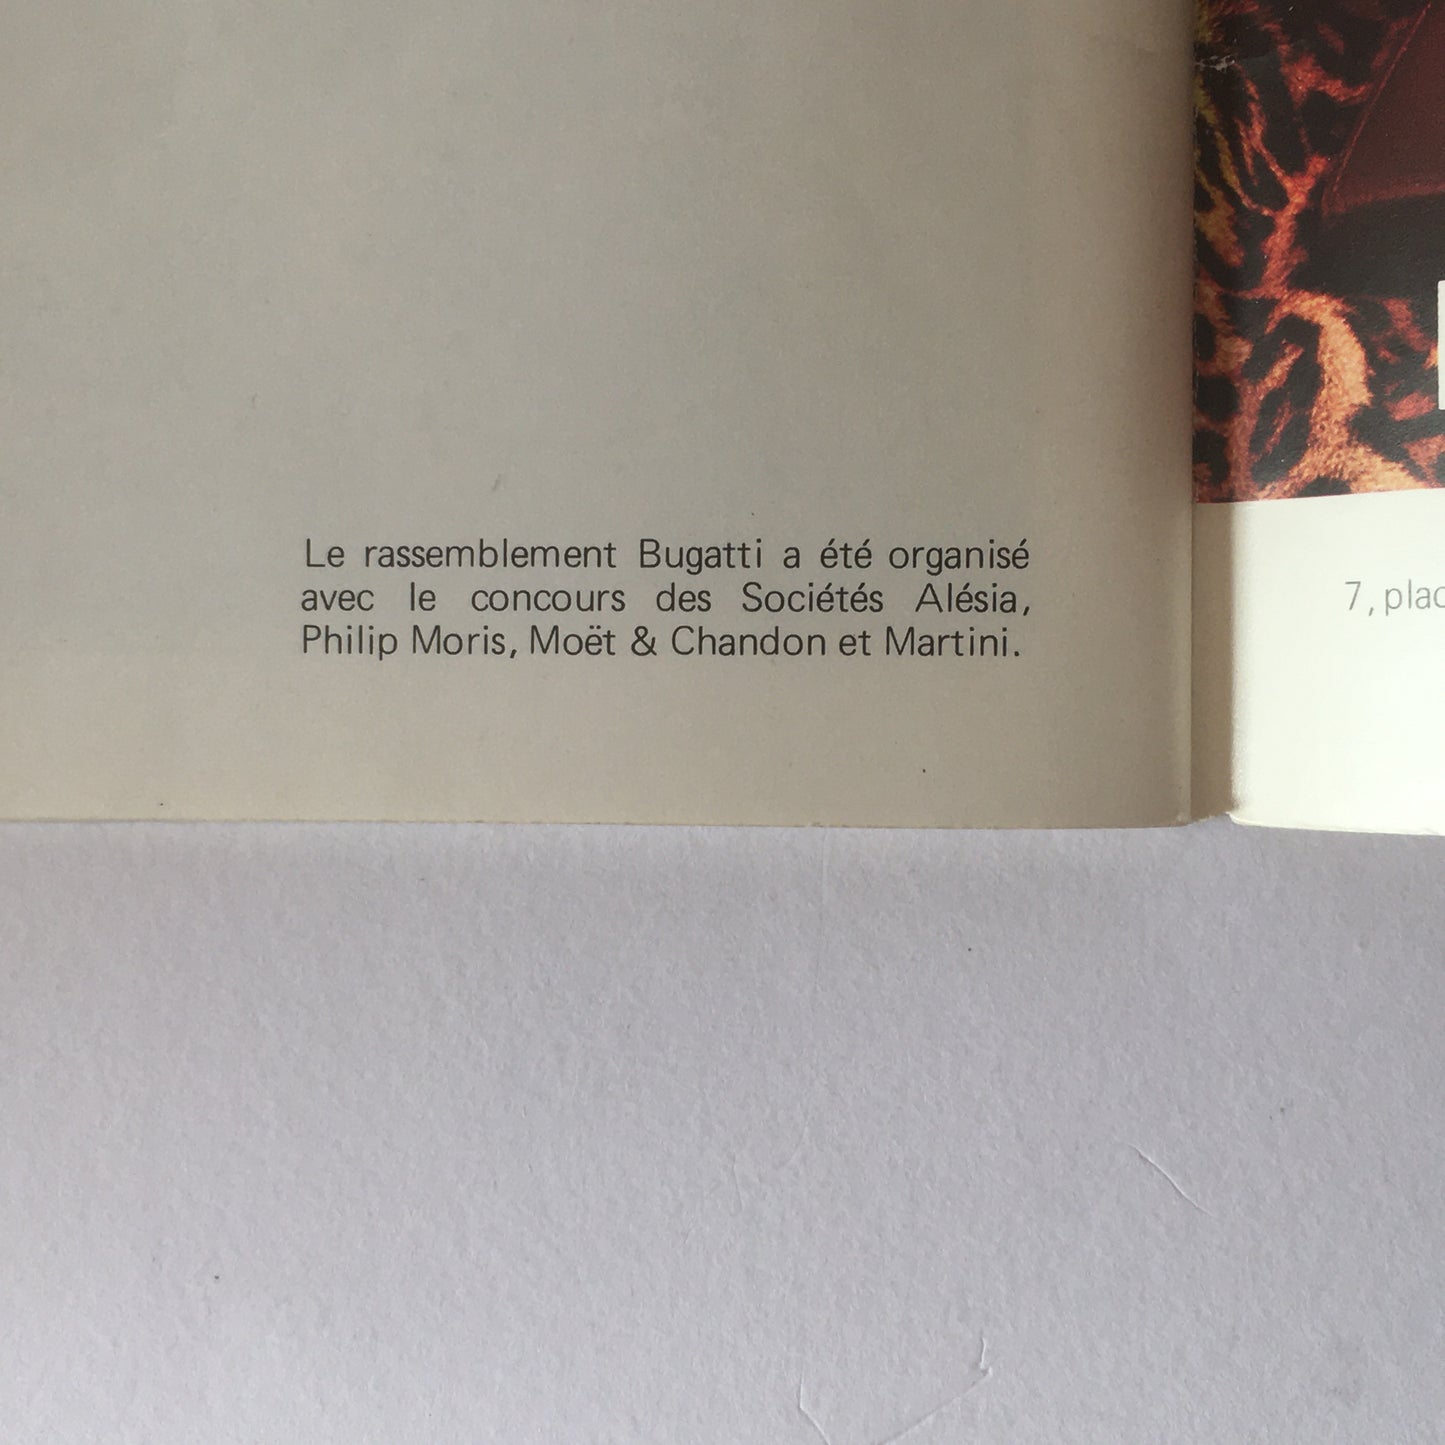 Le rassemblement Bugatti a été organisé
avec le concours des Sociétés Alésia,
Philip Moris, Moët & Chandon et Martini.
7, plac